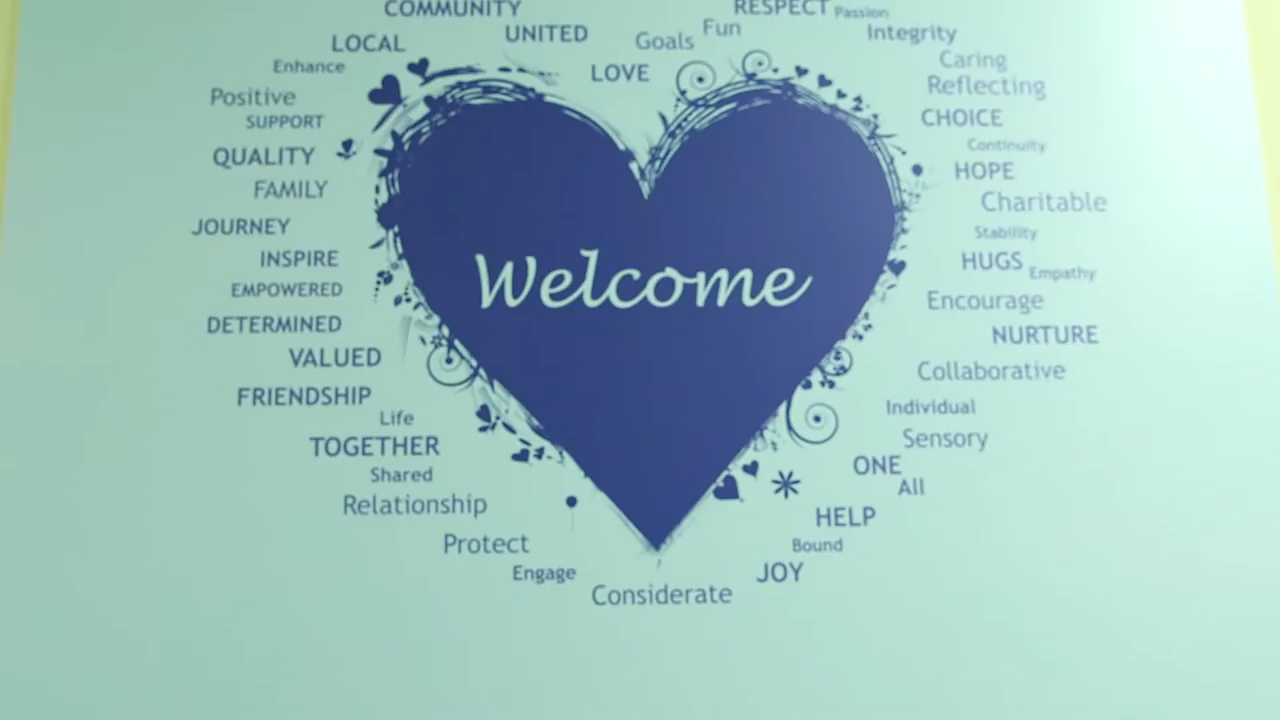 COMMUNITY
RESPECT Passion
UNITED
Fun
Integrity
LOCAL
Goals
Enhance
LOVE
Caring
Positive
Reflecting
SUPPORT
CHOICE
QUALITY
Continuity
FAMILY
HOPE
Charitable
JOURNEY
Stability
INSPIRE
HUGS Empathy
Welcome
EMPOWERED
Encourage
DETERMINED
NURTURE
VALUED
Collaborative
FRIENDSHIP
Individual
Life
Sensory
TOGETHER
ONE
Shared
All
Relationship
HELP
Protect
Bound
Engage
JOY
Considerate